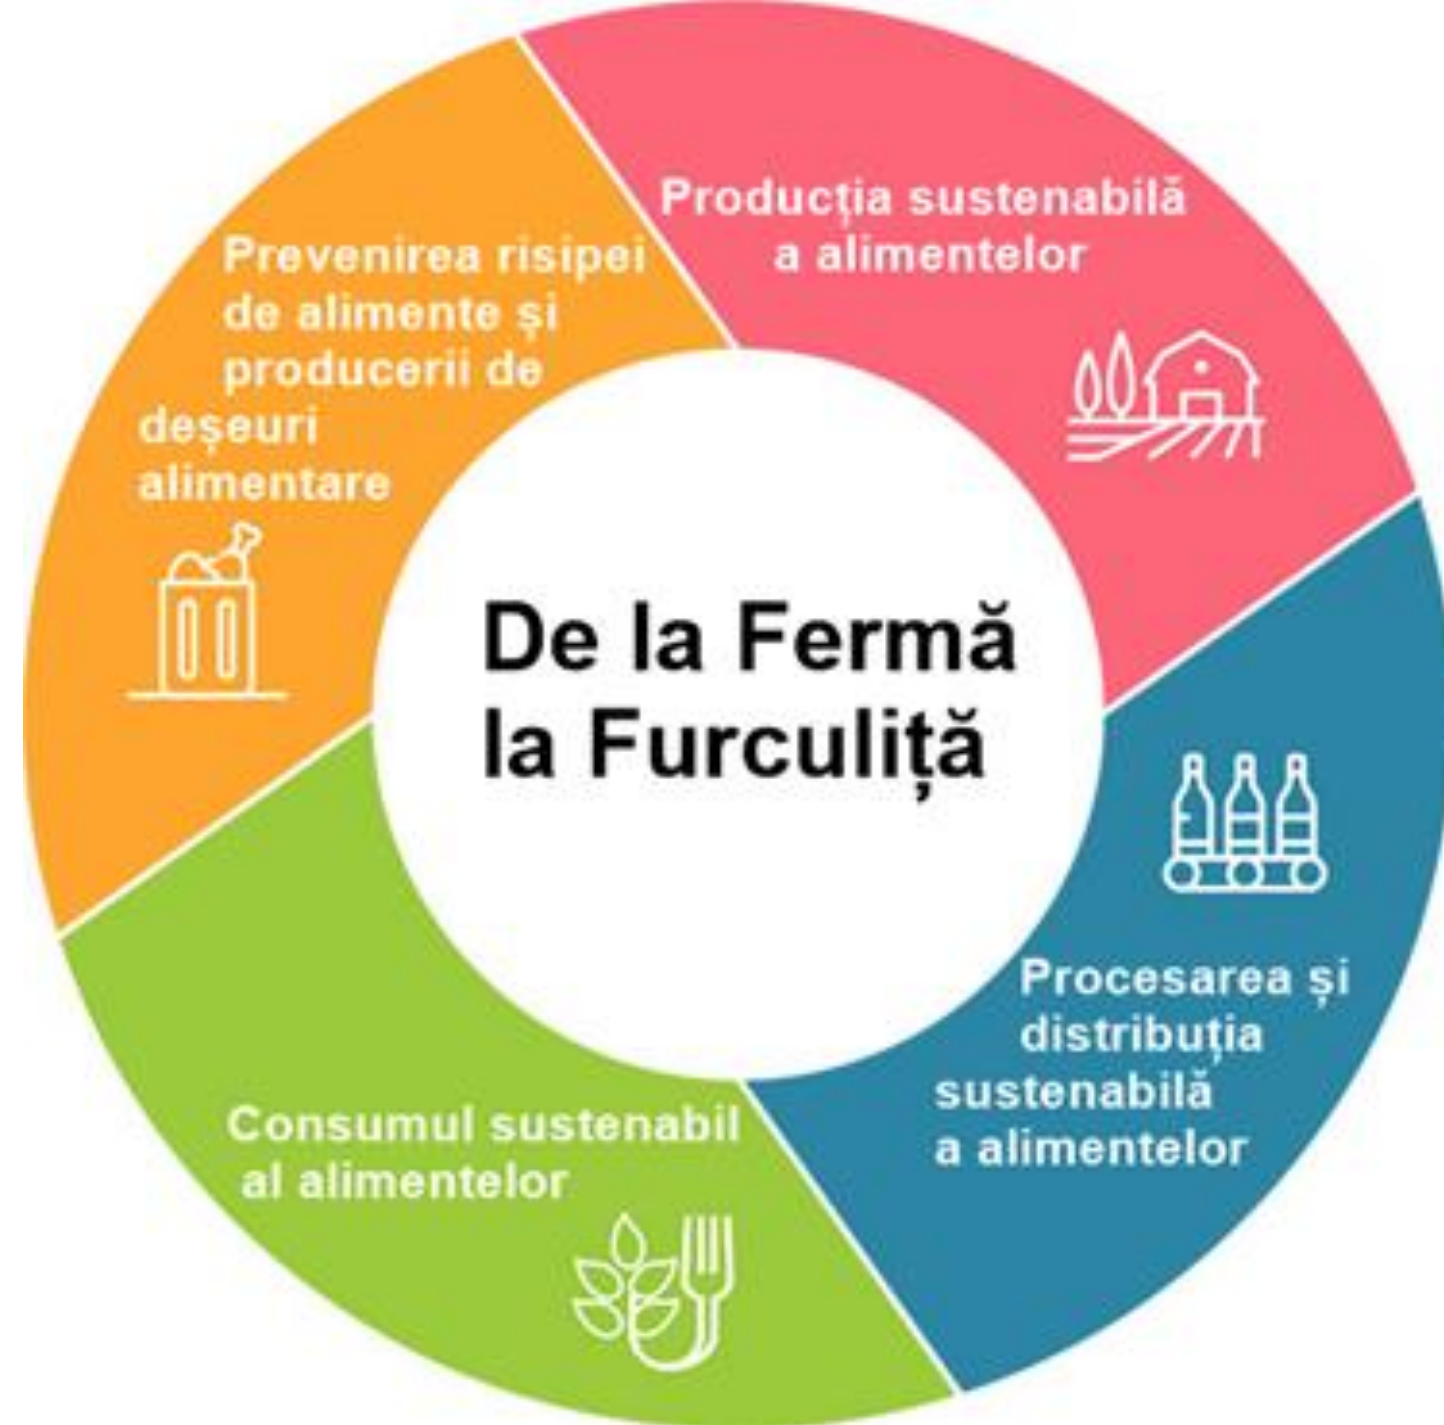 De la Fermă
la Furculiță
Producția sustenabilă
a alimentelor
Procesarea și
distribuția
sustenabilă
a alimentelor
Consumul sustenabil
al alimentelor
Prevenirea risipei
de alimente și
producerii de
deșeuri
alimentare